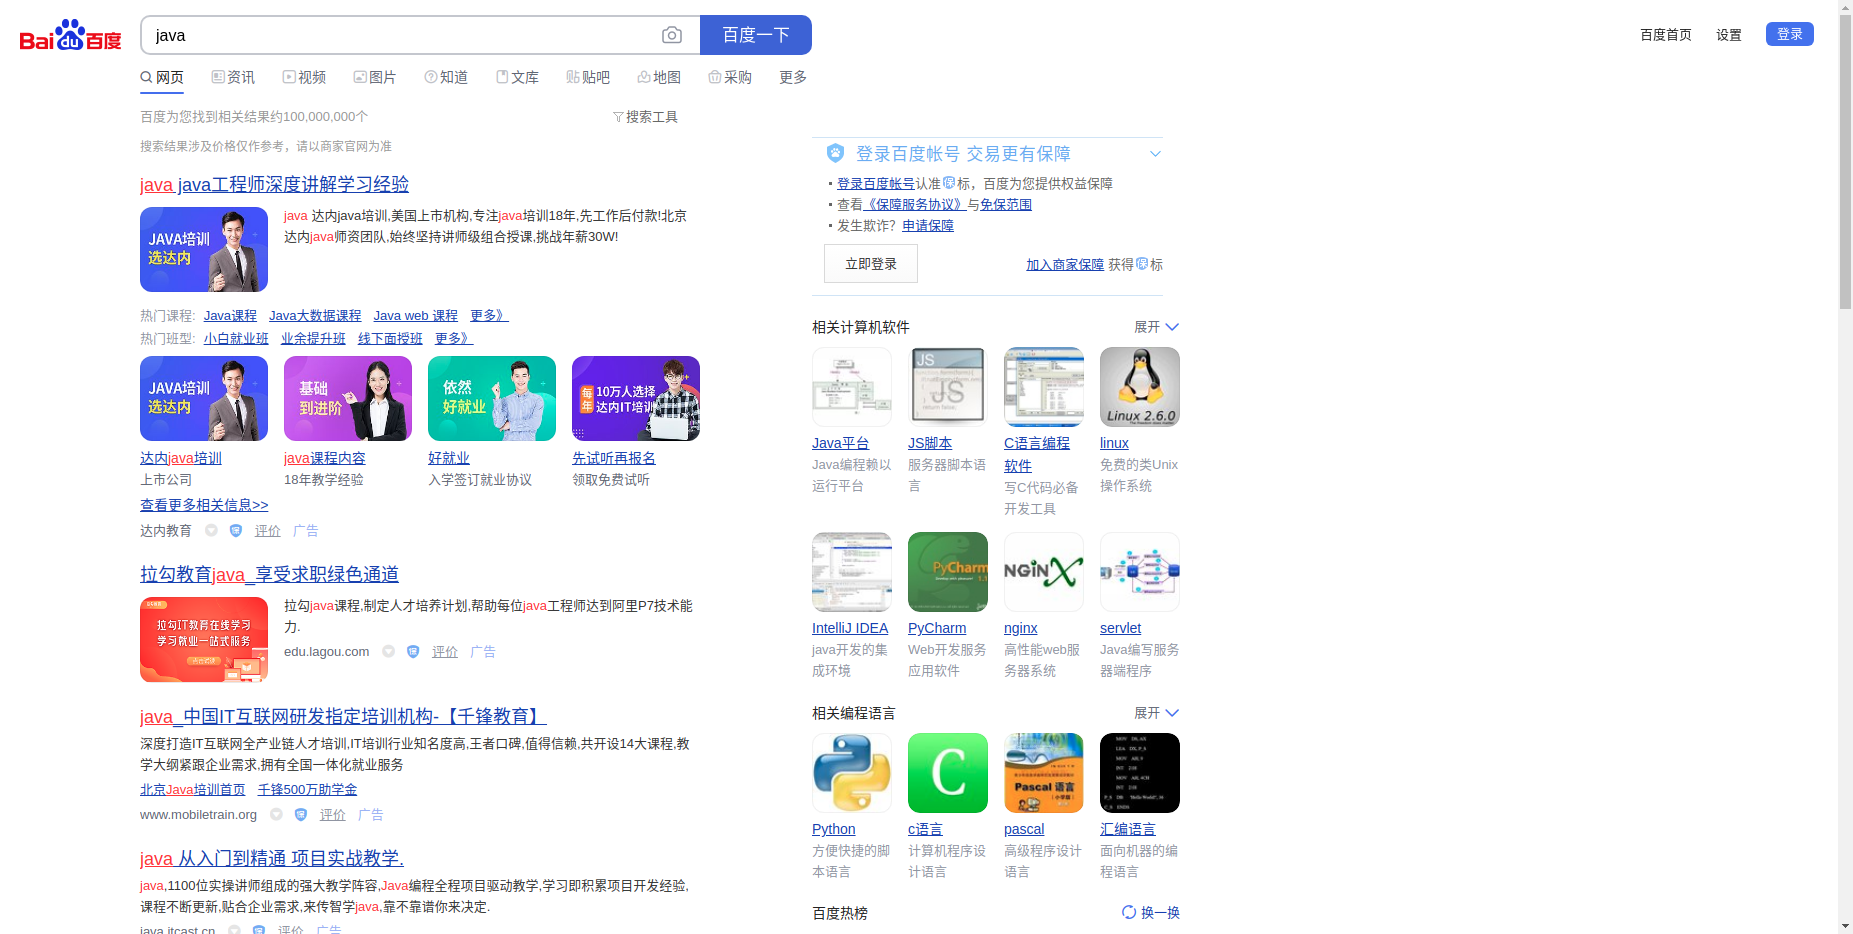 Bai du 百度
java
百度一下
百度首页 设置 登录
网页 资讯 视频 图片 知道 文库 贴吧 地图 采购 更多
百度为您找到相关结果约100,000,000个
搜索工具
搜索结果涉及价格仅作参考，请以商家官网为准
java java工程师深度讲解学习经验
JAVA培训
选达内
java 达内java培训,美国上市机构,专注java培训18年,先工作后付款!北京
达内java师资团队,始终坚持讲师级组合授课,挑战年薪30W!
热门课程: Java课程 Java大数据课程 Java web 课程 更多》
热门班型: 小白就业班 业余提升班 线下面授班 更多》
JAVA培训
选达内
基础
到进阶
依然
好就业
每年
10万人选择
达内IT培训
达内java培训
上市公司
java课程内容
18年教学经验
好就业
入学签订就业协议
先试听再报名
领取免费试听
查看更多相关信息>>
达内教育 保 评价 广告
拉勾教育java_享受求职绿色通道
拉勾IT教育在线学习
学习就业一站式服务
拉勾java课程,制定人才培养计划,帮助每位java工程师达到阿里P7技术能
力.
edu.lagou.com 保 评价 广告
java_中国IT互联网研发指定培训机构-【千锋教育】
深度打造IT互联网全产业链人才培训,IT培训行业知名度高,王者口碑,值得信赖,共开设14大课程,教
学大纲紧跟企业需求,拥有全国一体化就业服务
北京Java培训首页 千锋500万助学金
www.mobiletrain.org 保 评价 广告
java 从入门到精通 项目实战教学.
java,1100位实操讲师组成的强大教学阵容,Java编程全程项目驱动教学,学习即积累项目开发经验,
课程不断更新,贴合企业需求,来传智学java,靠不靠谱你来决定.
java.itcast.cn 保 评价 广告
登录百度帐号 交易更有保障
登录百度帐号认准保标，百度为您提供权益保障
查看《保障服务协议》与免保范围
发生欺诈？申请保障
立即登录
加入商家保障 获得保标
相关计算机软件 展开
JS
JS
Linux 2.6.0
Java平台
Java编程赖以
运行平台
JS脚本
服务器脚本语
言
C语言编程
软件
写C代码必备
开发工具
linux
免费的类Unix
操作系统
PyCharm
NGINX
IntelliJ IDEA
java开发的集
成环境
PyCharm
Web开发服务
应用软件
nginx
高性能web服
务器系统
servlet
Java编写服务
器端程序
相关编程语言 展开
C
Pascal 语言
Python
方便快捷的脚
本语言
c语言
计算机程序设
计语言
pascal
高级程序设计
语言
汇编语言
面向机器的编
程语言
百度热榜 换一换